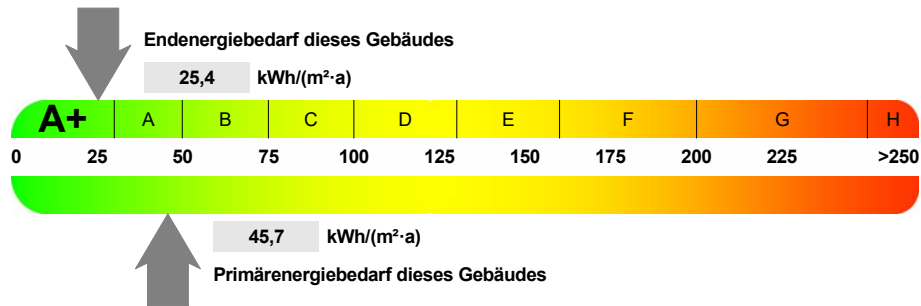 Endenergiebedarf dieses Gebäudes
25,4 kWh/(m²·a)
A+ A B C D E F G H
0 25 50 75 100 125 150 175 200 225 >250
45,7 kWh/(m²·a)
Primärenergiebedarf dieses Gebäudes